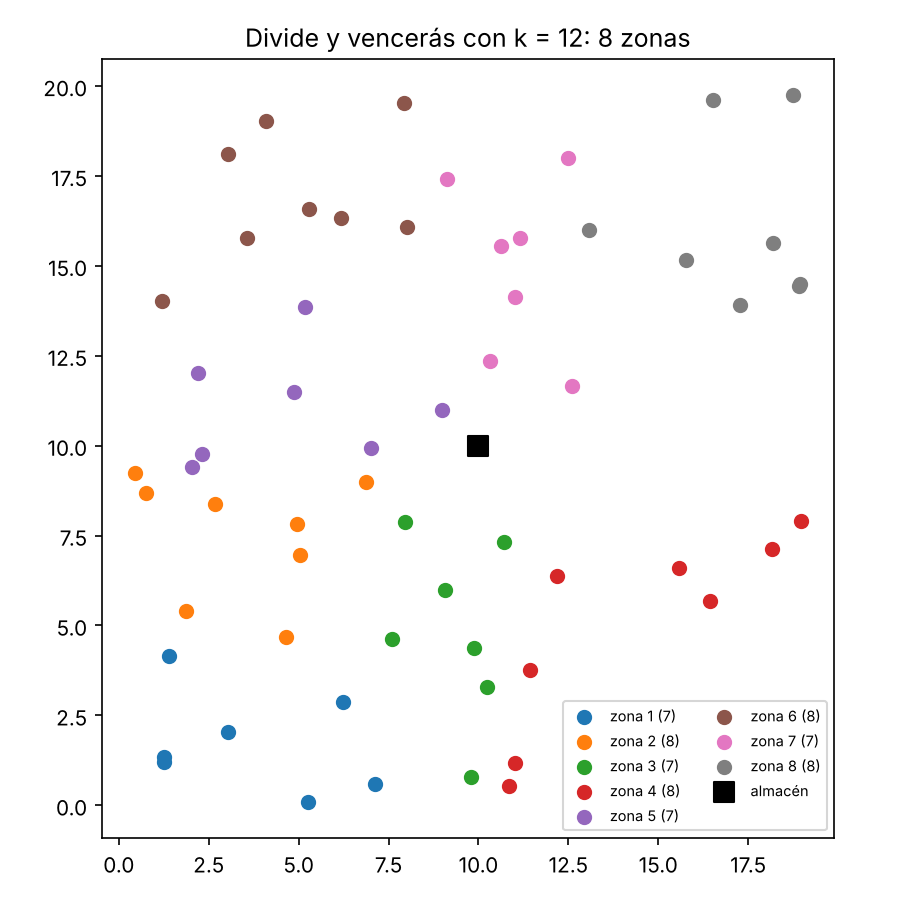 Divide y vencerás con k = 12: 8 zonas
20.0
17.5
15.0
12.5
10.0
7.5
5.0
2.5
0.0
0.0 2.5 5.0 7.5 10.0 12.5 15.0 17.5
zona 1 (7)
zona 2 (8)
zona 3 (7)
zona 4 (8)
zona 5 (7)
zona 6 (8)
zona 7 (7)
zona 8 (8)
almacén